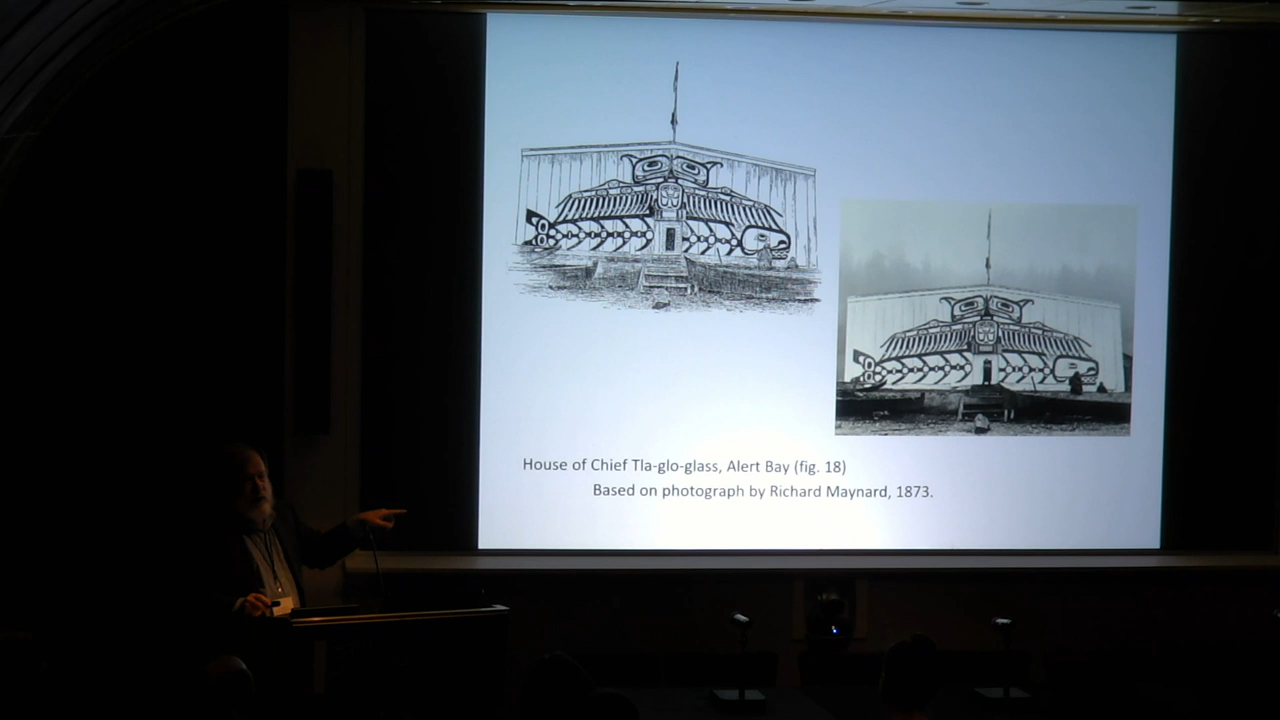 House of Chief Tla-glo-glass, Alert Bay (fig. 18)
Based on photograph by Richard Maynard, 1873.